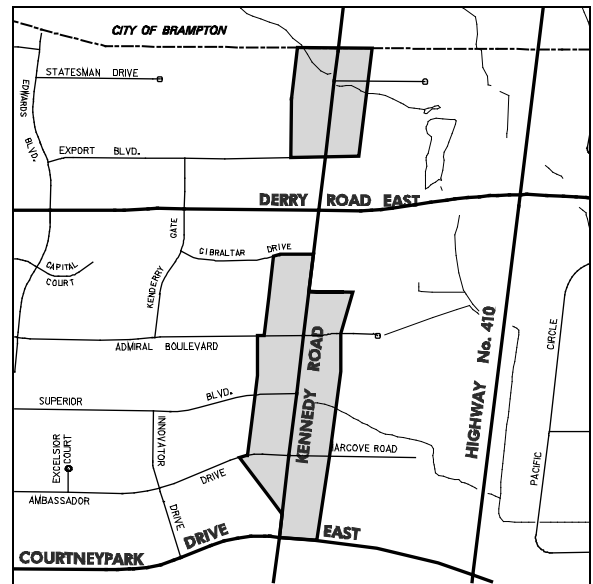 CITY OF BRAMPTON
STATESMAN DRIVE
EDWARDS
BLVD.
EXPORT BLVD.
DERRY ROAD EAST
GATE
GIBRALTAR DRIVE
CAPITAL
COURT
KENDERRY
ADMIRAL BOULEVARD
KENNEDY ROAD
HIGHWAY No. 410
CIRCLE
SUPERIOR BLVD.
INNOVATOR
EXCELSIOR
COURT
ARCOVE ROAD
PACIFIC
AMBASSADOR DRIVE
DRIVE
COURTNEYPARK DRIVE EAST